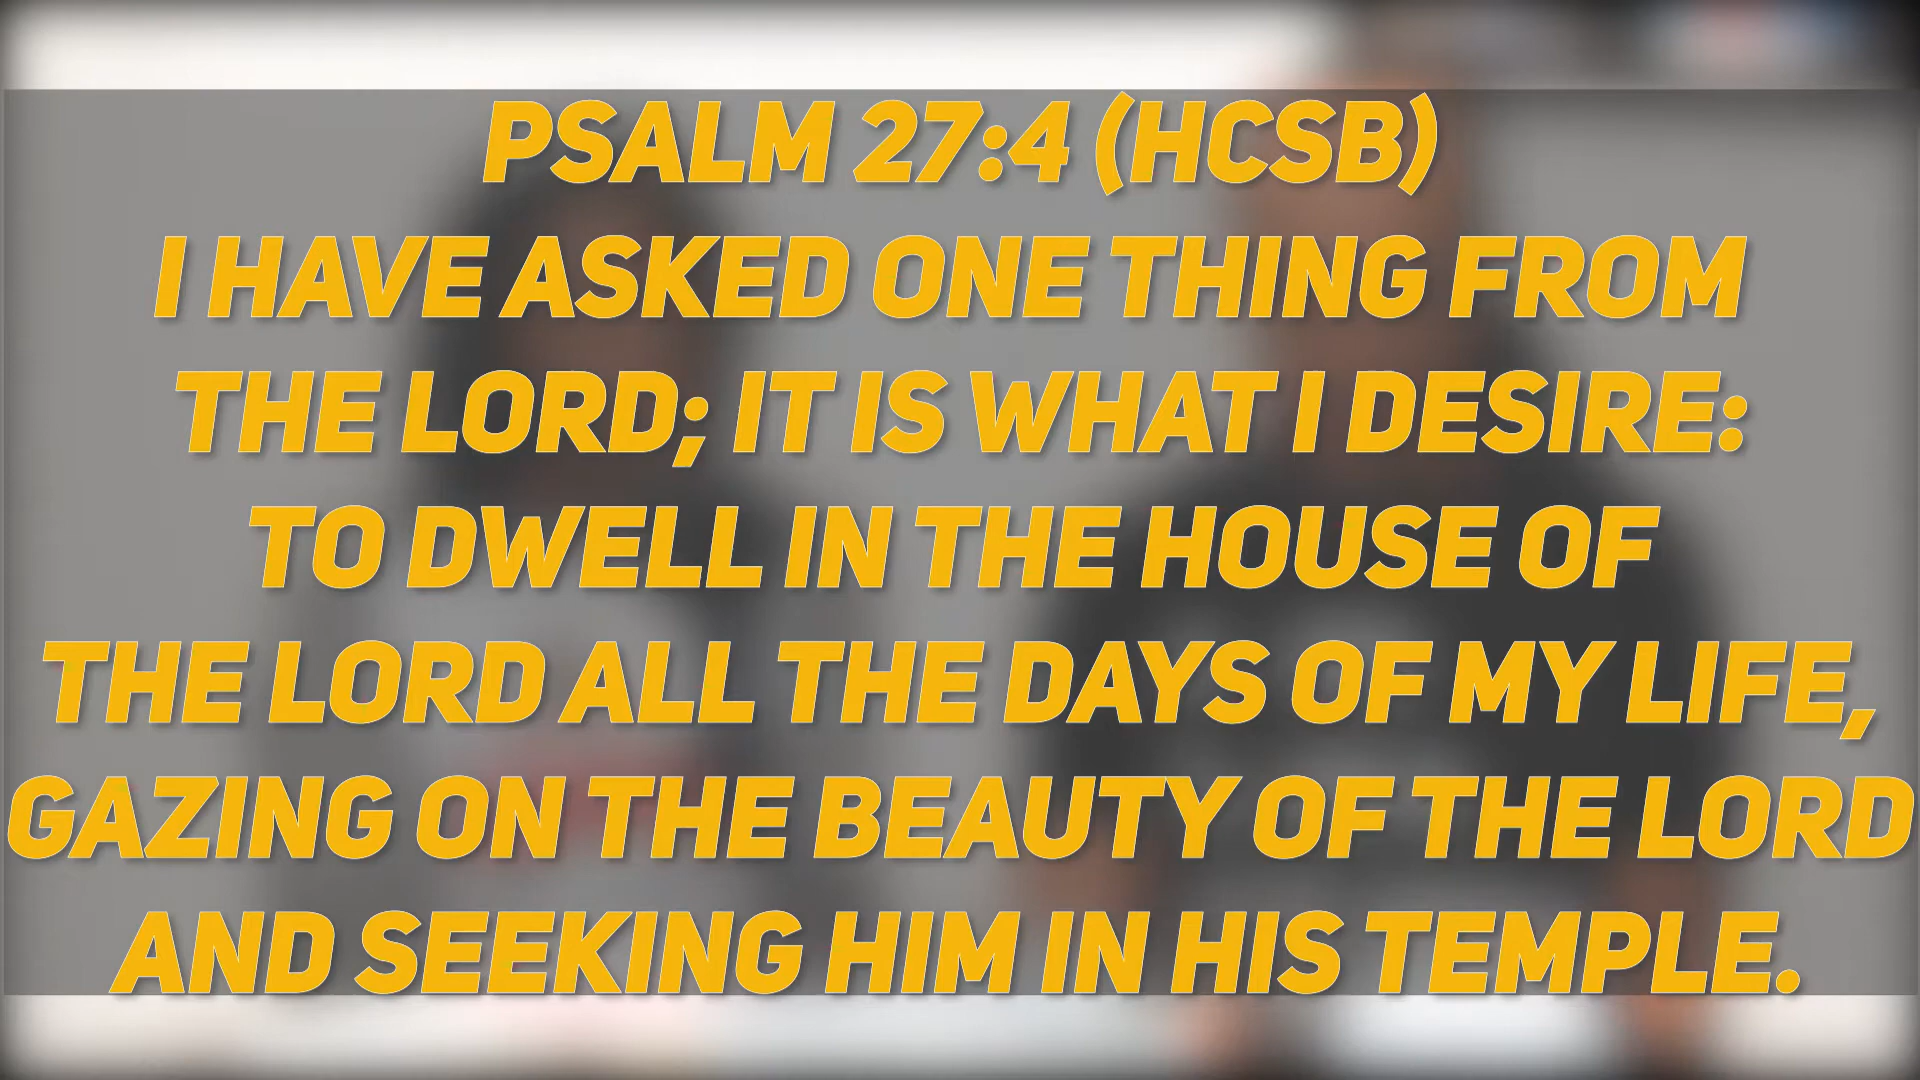 PSALM 27:4 (HCSB)
I HAVE ASKED ONE THING FROM
THE LORD; IT IS WHAT I DESIRE:
TO DWELL IN THE HOUSE OF
THE LORD ALL THE DAYS OF MY LIFE,
GAZING ON THE BEAUTY OF THE LORD
AND SEEKING HIM IN HIS TEMPLE.